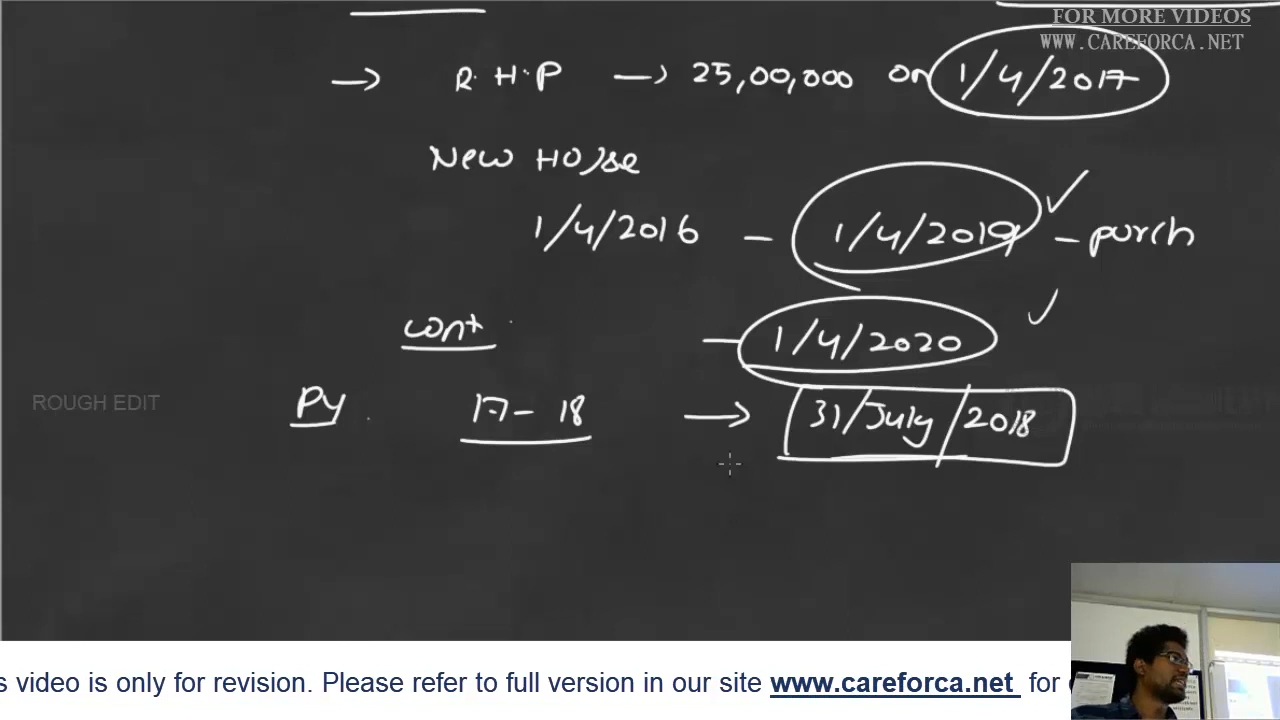 FOR MORE VIDEOS
WWW.CAREFORCA.NET
→ R.H.P → 25,00,000 on 1/4/2017
New House
1/4/2016 – 1/4/2019 – purch
const – 1/4/2020
PY. 17-18 → 31/July/2018
ROUGH EDIT
s video is only for revision. Please refer to full version in our site www.careforca.net for